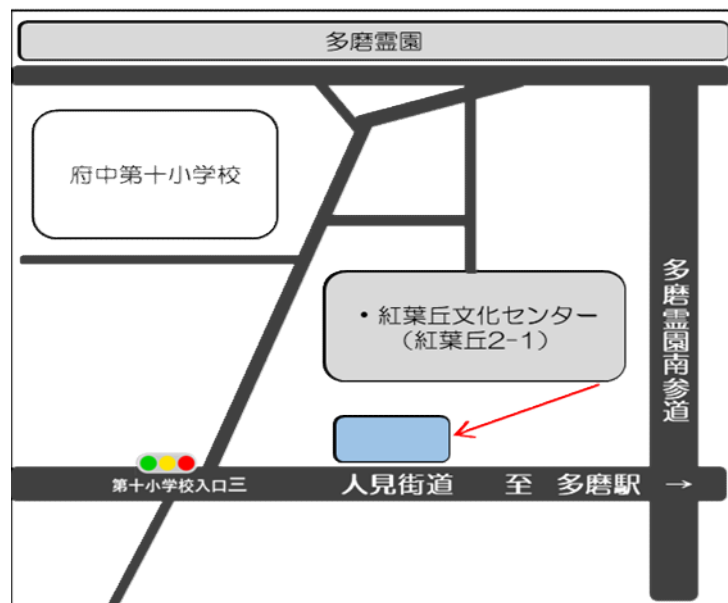 多磨霊園
府中第十小学校
・紅葉丘文化センター
（紅葉丘2-1）
多磨霊園南参道
第十小学校入口三
人見街道　至　多磨駅　→